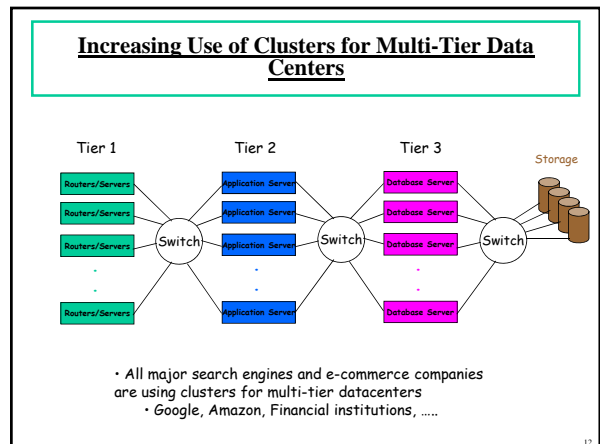 Increasing Use of Clusters for Multi-Tier Data
Centers
Tier 1
Tier 2
Tier 3
Storage
Routers/Servers
Routers/Servers
Routers/Servers
.
.
Routers/Servers
Switch
Application Server
Application Server
Application Server
.
.
Application Server
Switch
Database Server
Database Server
Database Server
.
.
Database Server
Switch
• All major search engines and e-commerce companies
are using clusters for multi-tier datacenters
• Google, Amazon, Financial institutions, …..
12